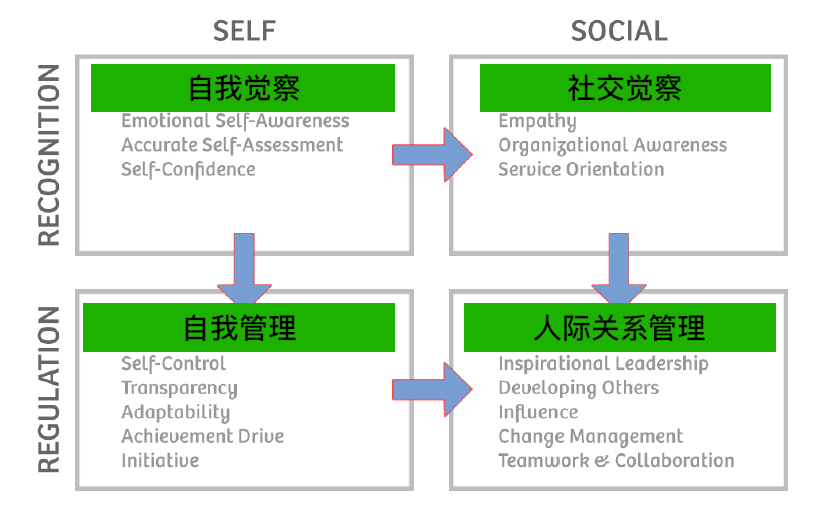 SELF
SOCIAL
RECOGNITION
自我觉察
Emotional Self-Awareness
Accurate Self-Assessment
Self-Confidence
社交觉察
Empathy
Organizational Awareness
Service Orientation
REGULATION
自我管理
Self-Control
Transparency
Adaptability
Achievement Drive
Initiative
人际关系管理
Inspirational Leadership
Developing Others
Influence
Change Management
Teamwork & Collaboration